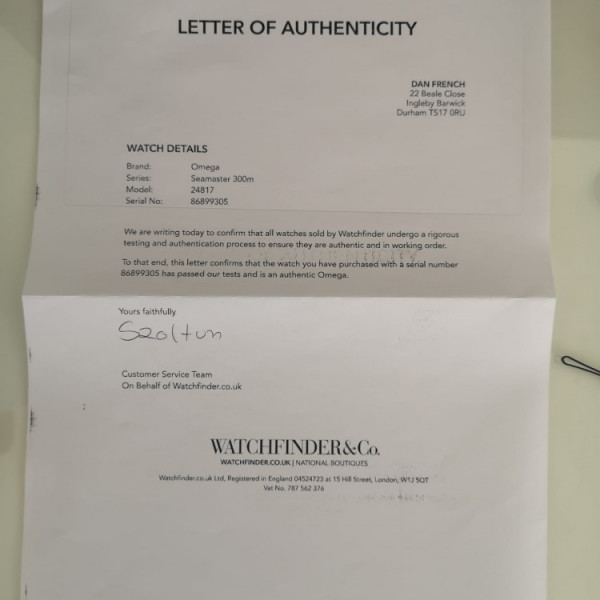 LETTER OF AUTHENTICITY
DAN FRENCH
22 Beale Close
Ingleby Barwick
Durham TS17 0RU
WATCH DETAILS
Brand: Omega
Series: Seamaster 300m
Model: 24817
Serial No: 86899305
We are writing today to confirm that all watches sold by Watchfinder undergo a rigorous
testing and authentication process to ensure they are authentic and in working order.
To that end, this letter confirms that the watch you have purchased with a serial number
86899305 has passed our tests and is an authentic Omega.
Yours faithfully
Customer Service Team
On Behalf of Watchfinder.co.uk
WATCHFINDER&Co.
WATCHFINDER.CO.UK | NATIONAL BOUTIQUES
Watchfinder.co.uk Ltd, Registered in England 04524723 at 15 Hill Street, London, W1J 5QT
Vat No. 787 562 376